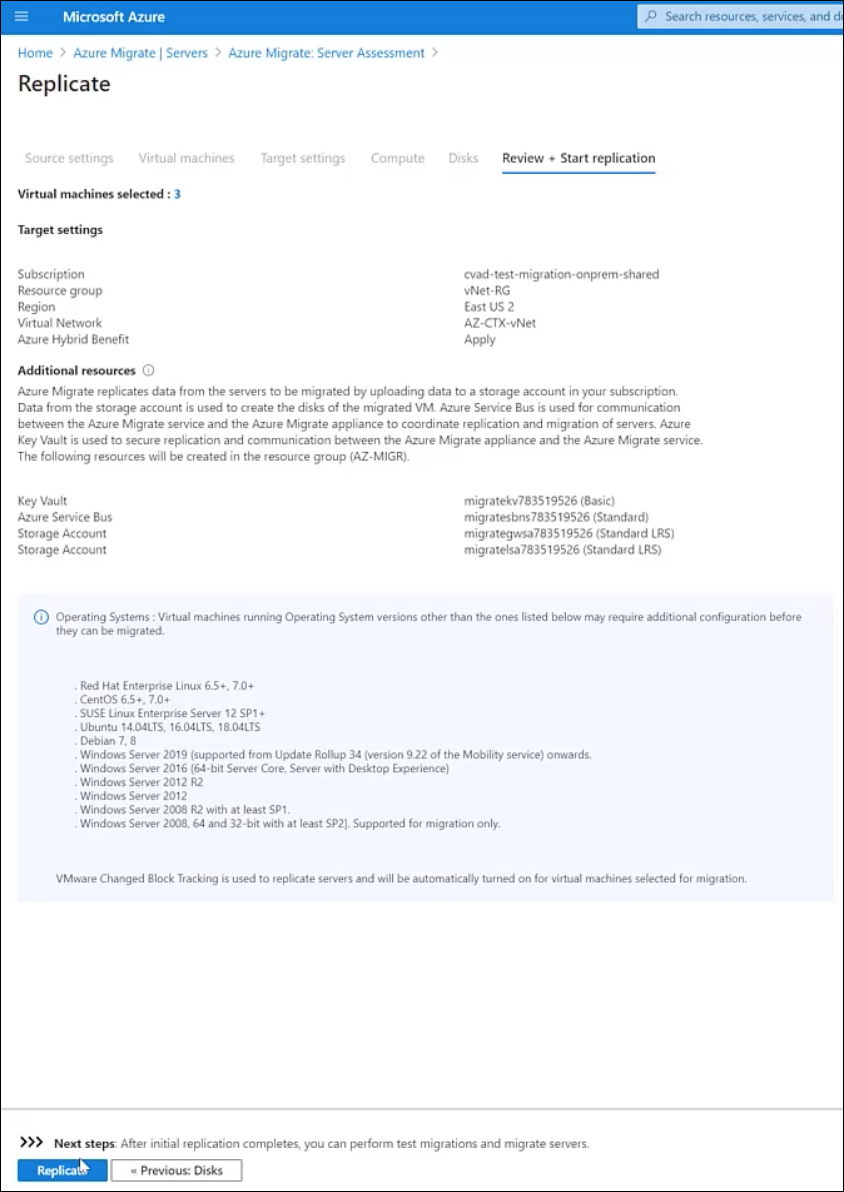 Microsoft Azure
Search resources, services, and do
Home > Azure Migrate | Servers > Azure Migrate: Server Assessment >
Replicate
Source settings Virtual machines Target settings Compute Disks Review + Start replication
Virtual machines selected : 3
Target settings
Subscription cvad-test-migration-onprem-shared
Resource group vNet-RG
Region East US 2
Virtual Network AZ-CTX-vNet
Azure Hybrid Benefit Apply
Additional resources
Azure Migrate replicates data from the servers to be migrated by uploading data to a storage account in your subscription.
Data from the storage account is used to create the disks of the migrated VM. Azure Service Bus is used for communication
between the Azure Migrate service and the Azure Migrate appliance to coordinate replication and migration of servers. Azure
Key Vault is used to secure replication and communication between the Azure Migrate appliance and the Azure Migrate service.
The following resources will be created in the resource group (AZ-MIGR).
Key Vault migratekv783519526 (Basic)
Azure Service Bus migratesbns783519526 (Standard)
Storage Account migrategwsa783519526 (Standard LRS)
Storage Account migratelsa783519526 (Standard LRS)
Operating Systems : Virtual machines running Operating System versions other than the ones listed below may require additional configuration before
they can be migrated.
. Red Hat Enterprise Linux 6.5+, 7.0+
. CentOS 6.5+, 7.0+
. SUSE Linux Enterprise Server 12 SP1+
. Ubuntu 14.04LTS, 16.04LTS, 18.04LTS
. Debian 7, 8
. Windows Server 2019 (supported from Update Rollup 34 (version 9.22 of the Mobility service) onwards.
. Windows Server 2016 (64-bit Server Core, Server with Desktop Experience)
. Windows Server 2012 R2
. Windows Server 2012
. Windows Server 2008 R2 with at least SP1.
. Windows Server 2008, 64 and 32-bit with at least SP2]. Supported for migration only.
VMware Changed Block Tracking is used to replicate servers and will be automatically turned on for virtual machines selected for migration.
>>> Next steps: After initial replication completes, you can perform test migrations and migrate servers.
Replicate « Previous: Disks